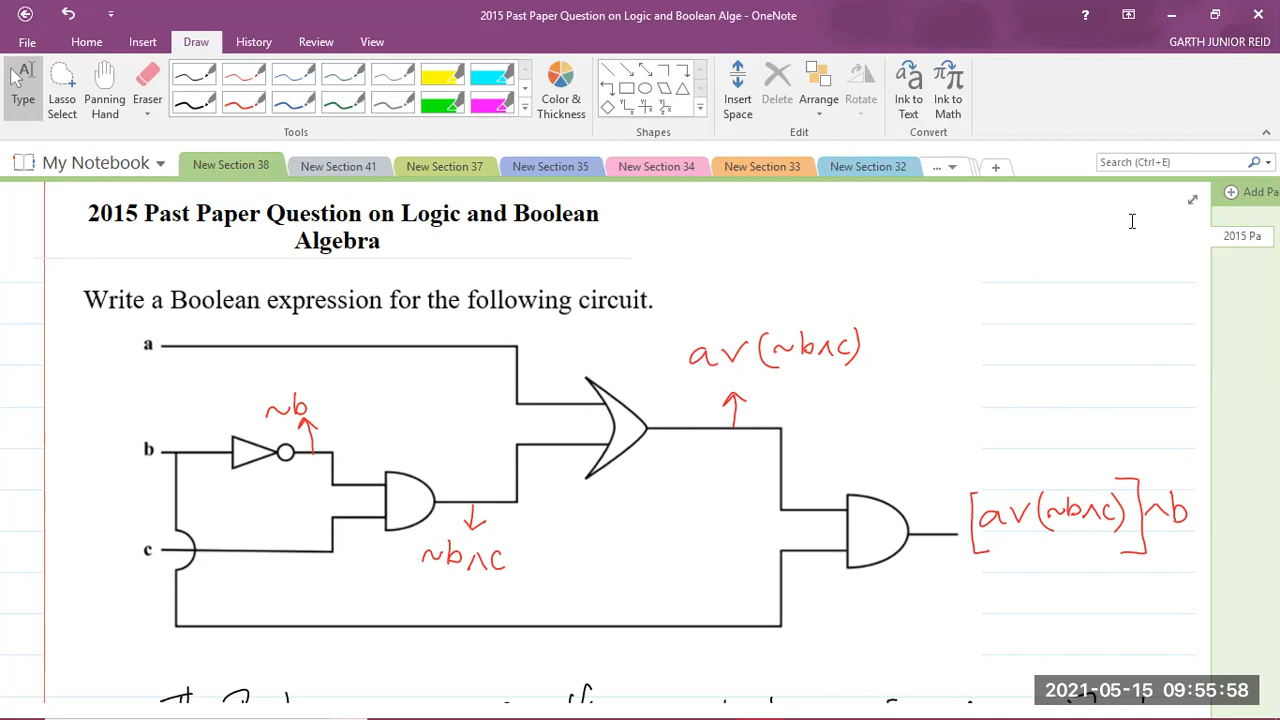 2015 Past Paper Question on Logic and Boolean Alge - OneNote
File Home Insert Draw History Review View GARTH JUNIOR REID
Type Lasso Select Panning Hand Eraser Color & Thickness Insert Space Delete Arrange Rotate Ink to Text Ink to Math
Tools Shapes Edit Convert
My Notebook New Section 38 New Section 41 New Section 37 New Section 35 New Section 34 New Section 33 New Section 32 ... Search (Ctrl+E)
Add Pa
2015 Pa
2015 Past Paper Question on Logic and Boolean
Algebra
Write a Boolean expression for the following circuit.
a
a∨(~b∧c)
~b
b
[a∨(~b∧c)]∧b
c
~b∧c
2021-05-15 09:55:58